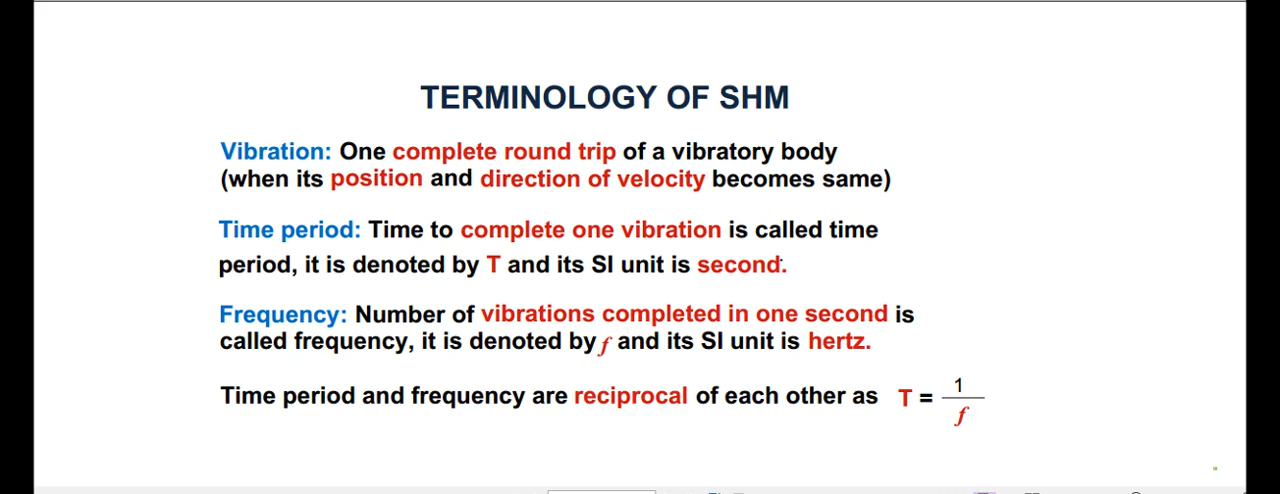 TERMINOLOGY OF SHM
Vibration: One complete round trip of a vibratory body
(when its position and direction of velocity becomes same)
Time period: Time to complete one vibration is called time
period, it is denoted by T and its SI unit is second.
Frequency: Number of vibrations completed in one second is
called frequency, it is denoted by f and its SI unit is hertz.
Time period and frequency are reciprocal of each other as T = 1/f